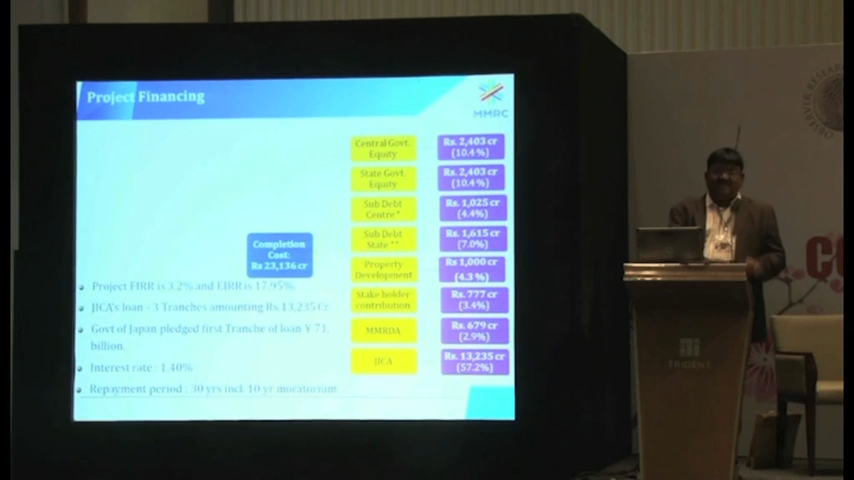 Project Financing
MMRC
Central Govt.
Equity
Rs. 2,403 cr
(10.4%)
State Govt.
Equity
Rs. 2,403 cr
(10.4%)
Sub Debt
Centre *
Rs. 1,025 cr
(4.4%)
Sub Debt
State **
Rs. 1,615 cr
(7.0%)
Property
Development
Rs 1,000 cr
(4.3 %)
Stake holder
contribution
Rs. 777 cr
(3.4%)
MMRDA
Rs. 679 cr
(2.9%)
JICA
Rs. 13,235 cr
(57.2%)
Completion
Cost:
Rs 23,136 cr
Project FIRR is 3.2% and EIRR is 17.95%.
JICA's loan - 3 Tranches amounting Rs. 13,235 Cr
Govt of Japan pledged first Tranche of loan ¥ 71
billion.
Interest rate : 1.40%
Repayment period : 30 yrs incl 10 yr moratorium
TRIDENT
OBSERVER RESEAR
CO